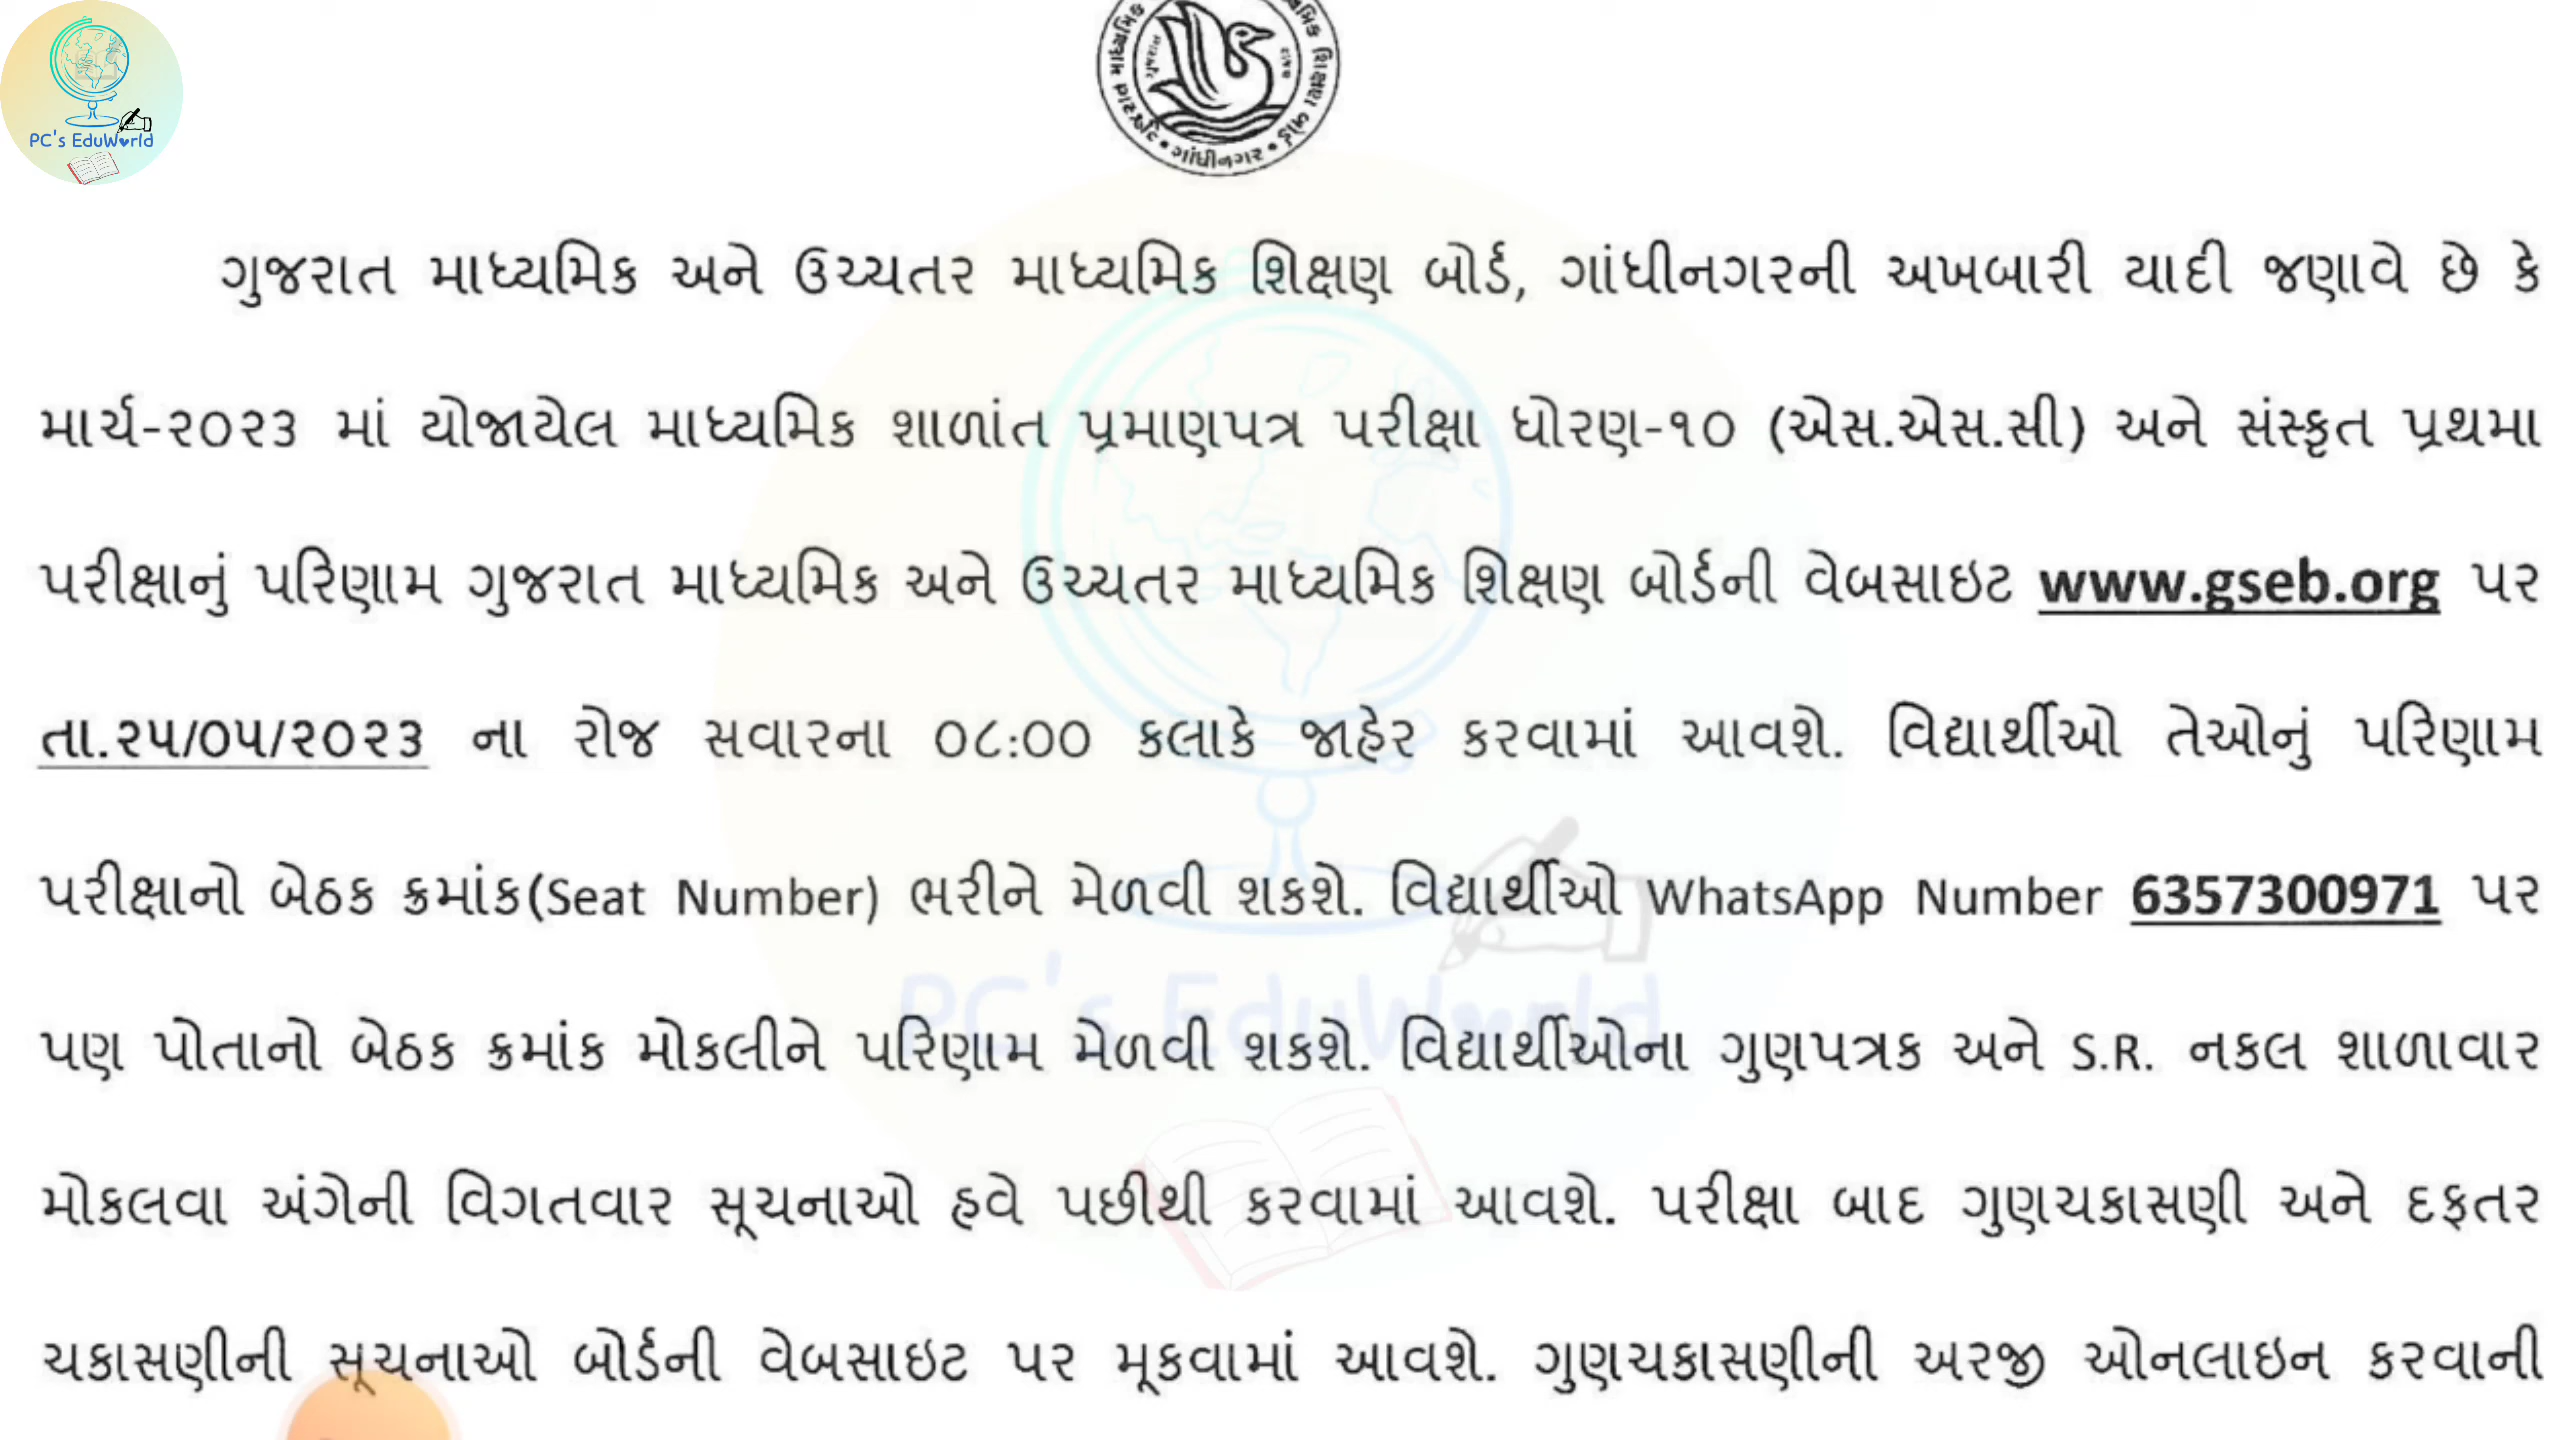 PC's EduWorld
ગાંધીનગર
ગુજરાત માધ્યમિક અને ઉચ્ચતર માધ્યમિક શિક્ષણ બોર્ડ, ગાંધીનગરની અખબારી યાદી જણાવે છે કે
માર્ચ-૨૦૨૩ માં યોજાયેલ માધ્યમિક શાળાંત પ્રમાણપત્ર પરીક્ષા ધોરણ-૧૦ (એસ.એસ.સી) અને સંસ્કૃત પ્રથમા
પરીક્ષાનું પરિણામ ગુજરાત માધ્યમિક અને ઉચ્ચતર માધ્યમિક શિક્ષણ બોર્ડની વેબસાઇટ www.gseb.org પર
તા.૨૫/૦૫/૨૦૨૩ ના રોજ સવારના ૦૮:૦૦ કલાકે જાહેર કરવામાં આવશે. વિદ્યાર્થીઓ તેઓનું પરિણામ
પરીક્ષાનો બેઠક ક્રમાંક(Seat Number) ભરીને મેળવી શકશે. વિદ્યાર્થીઓ WhatsApp Number 6357300971 પર
પણ પોતાનો બેઠક ક્રમાંક મોકલીને પરિણામ મેળવી શકશે. વિદ્યાર્થીઓના ગુણપત્રક અને S.R. નકલ શાળાવાર
મોકલવા અંગેની વિગતવાર સૂચનાઓ હવે પછીથી કરવામાં આવશે. પરીક્ષા બાદ ગુણચકાસણી અને દફતર
ચકાસણીની સૂચનાઓ બોર્ડની વેબસાઇટ પર મૂકવામાં આવશે. ગુણચકાસણીની અરજી ઓનલાઇન કરવાની
PC's EduWorld